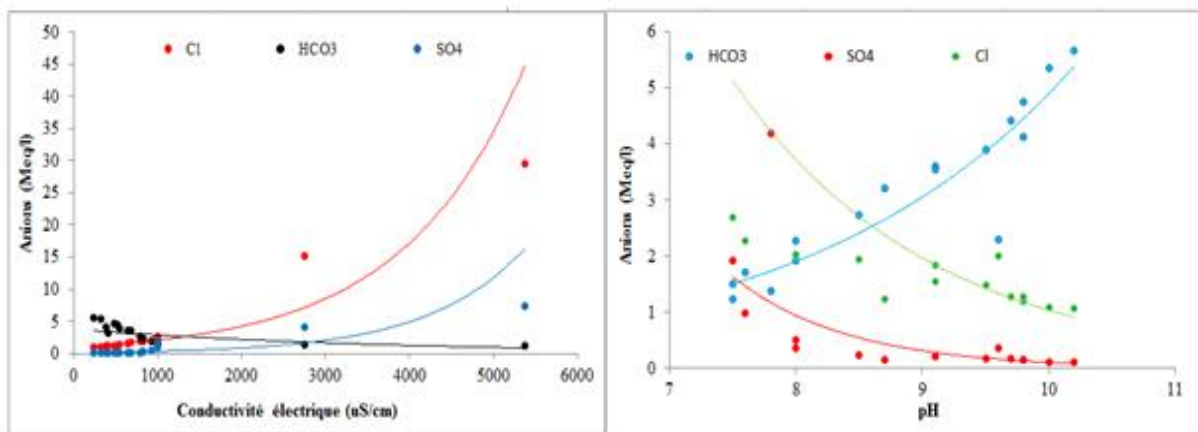 Cl HCO3 SO4
Anions (Meq/l)
50
45
40
35
30
25
20
15
10
5
0
0 1000 2000 3000 4000 5000 6000
Conductivité électrique (uS/cm)
HCO3 SO4 Cl
Anions (Meq/l)
6
5
4
3
2
1
0
7 8 9 10 11
pH